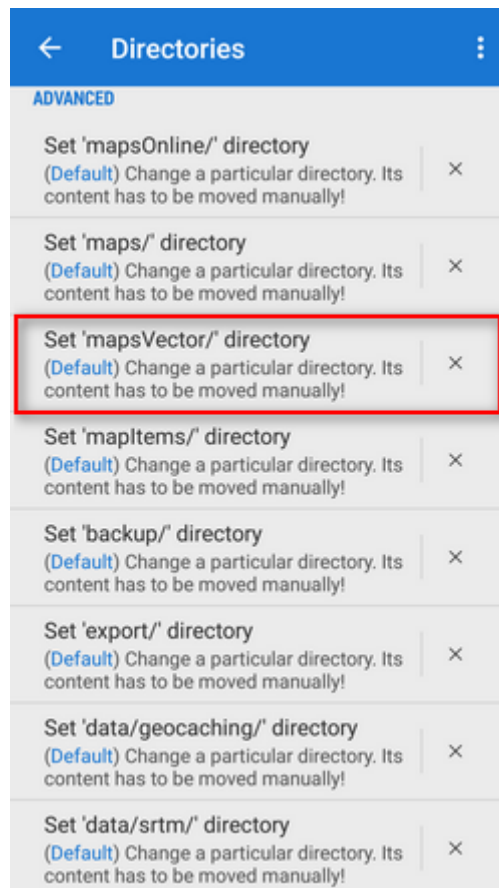 Directories
ADVANCED
Set 'mapsOnline/' directory
(Default) Change a particular directory. Its
content has to be moved manually!
Set 'maps/' directory
(Default) Change a particular directory. Its
content has to be moved manually!
Set 'mapsVector/' directory
(Default) Change a particular directory. Its
content has to be moved manually!
Set 'mapItems/' directory
(Default) Change a particular directory. Its
content has to be moved manually!
Set 'backup/' directory
(Default) Change a particular directory. Its
content has to be moved manually!
Set 'export/' directory
(Default) Change a particular directory. Its
content has to be moved manually!
Set 'data/geocaching/' directory
(Default) Change a particular directory. Its
content has to be moved manually!
Set 'data/srtm/' directory
(Default) Change a particular directory. Its
content has to be moved manually!